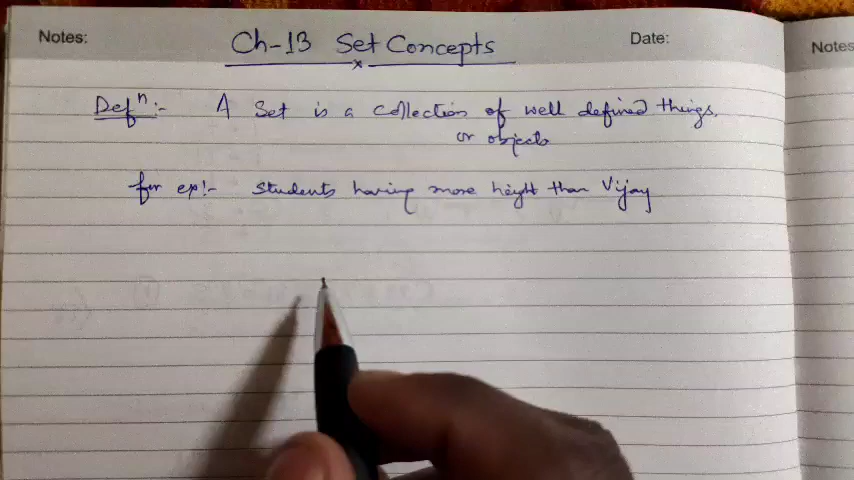 Notes:
Ch-13 Set Concepts
Date:
Notes
Defⁿ:- A Set is a collection of well defined things.
or objects
for ex:- Students having more height than Vijay